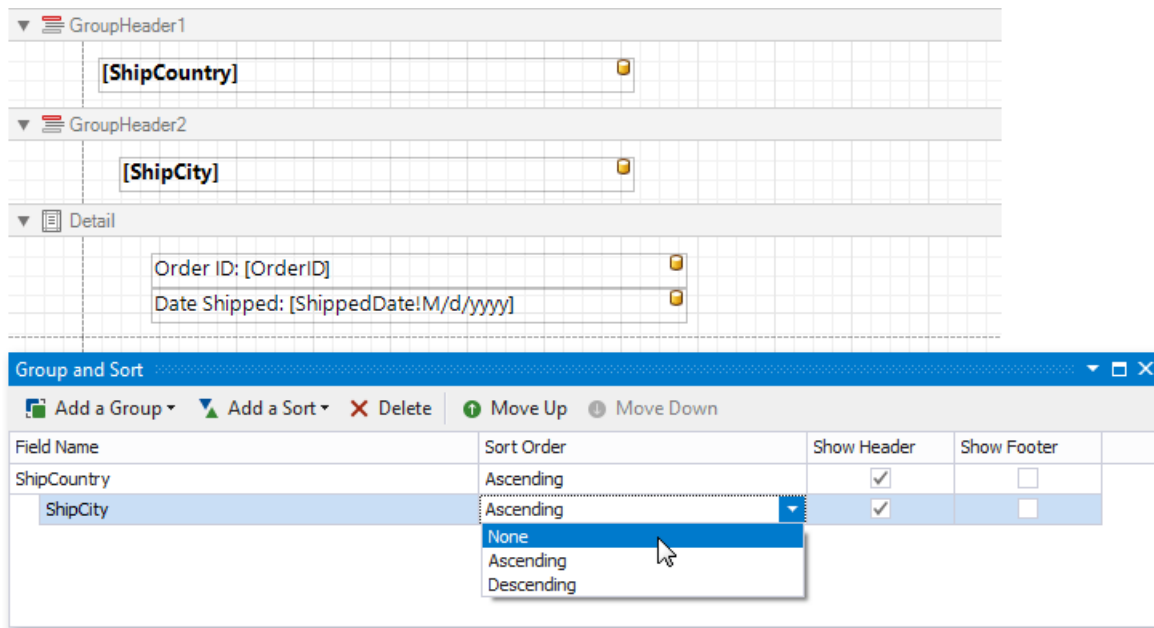 GroupHeader1
[ShipCountry]
GroupHeader2
[ShipCity]
Detail
Order ID: [OrderID]
Date Shipped: [ShippedDate!M/d/yyyy]
Group and Sort
Add a Group Add a Sort Delete Move Up Move Down
Field Name Sort Order Show Header Show Footer
ShipCountry Ascending
ShipCity Ascending
None
Ascending
Descending